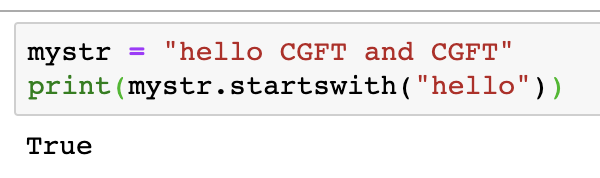 mystr = "hello CGFT and CGFT"
print(mystr.startswith("hello"))
True